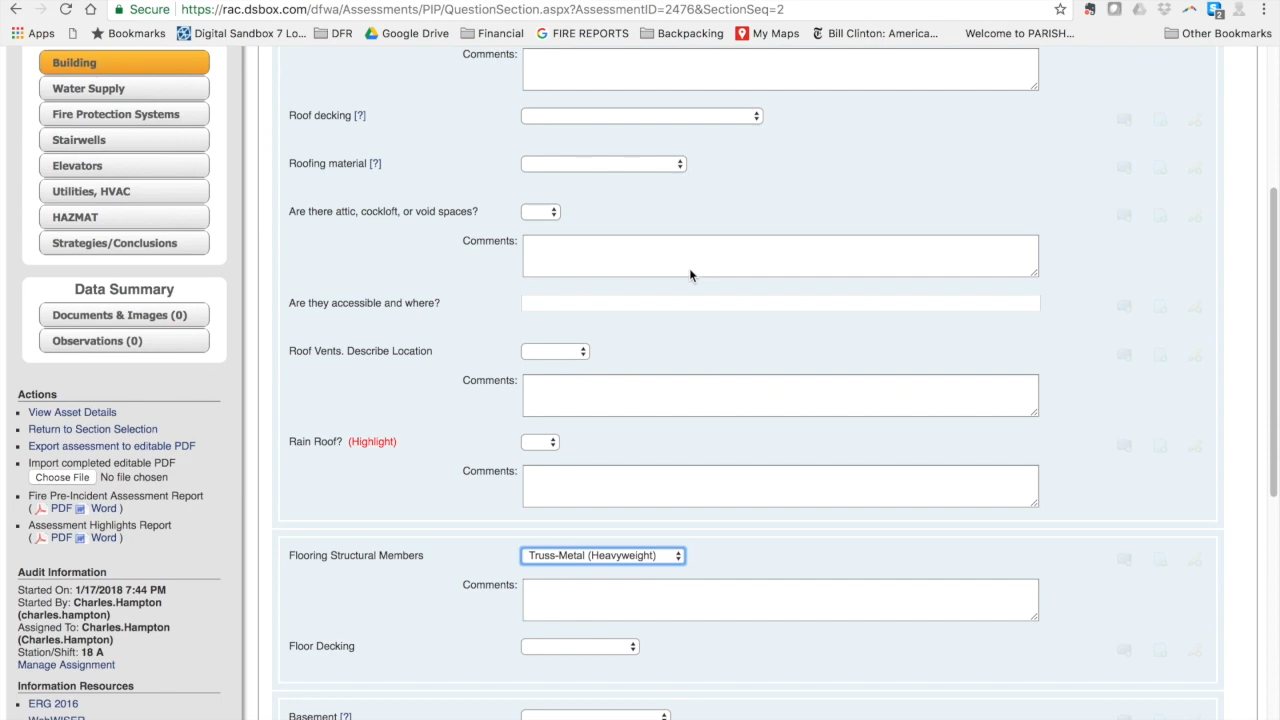 Secure https://rac.dsbox.com/dfwa/Assessments/PIP/QuestionSection.aspx?AssessmentID=2476&SectionSeq=2
2
Apps Bookmarks Digital Sandbox 7 Lo... DFR Google Drive Financial FIRE REPORTS Backpacking My Maps Bill Clinton: America... Welcome to PARISH... Other Bookmarks
Building
Water Supply
Fire Protection Systems
Stairwells
Elevators
Utilities, HVAC
HAZMAT
Strategies/Conclusions
Data Summary
Documents & Images (0)
Observations (0)
Actions
View Asset Details
Return to Section Selection
Export assessment to editable PDF
Import completed editable PDF
Choose File No file chosen
Fire Pre-Incident Assessment Report
( PDF Word )
Assessment Highlights Report
( PDF Word )
Audit Information
Started On: 1/17/2018 7:44 PM
Started By: Charles.Hampton
(charles.hampton)
Assigned To: Charles.Hampton
(Charles.Hampton)
Station/Shift: 18 A
Manage Assignment
Information Resources
ERG 2016
WebWISER
Comments:
Roof decking [?]
Roofing material [?]
Are there attic, cockloft, or void spaces?
Comments:
Are they accessible and where?
Roof Vents. Describe Location
Comments:
Rain Roof? (Highlight)
Comments:
Flooring Structural Members Truss-Metal (Heavyweight)
Comments:
Floor Decking
Basement [?]